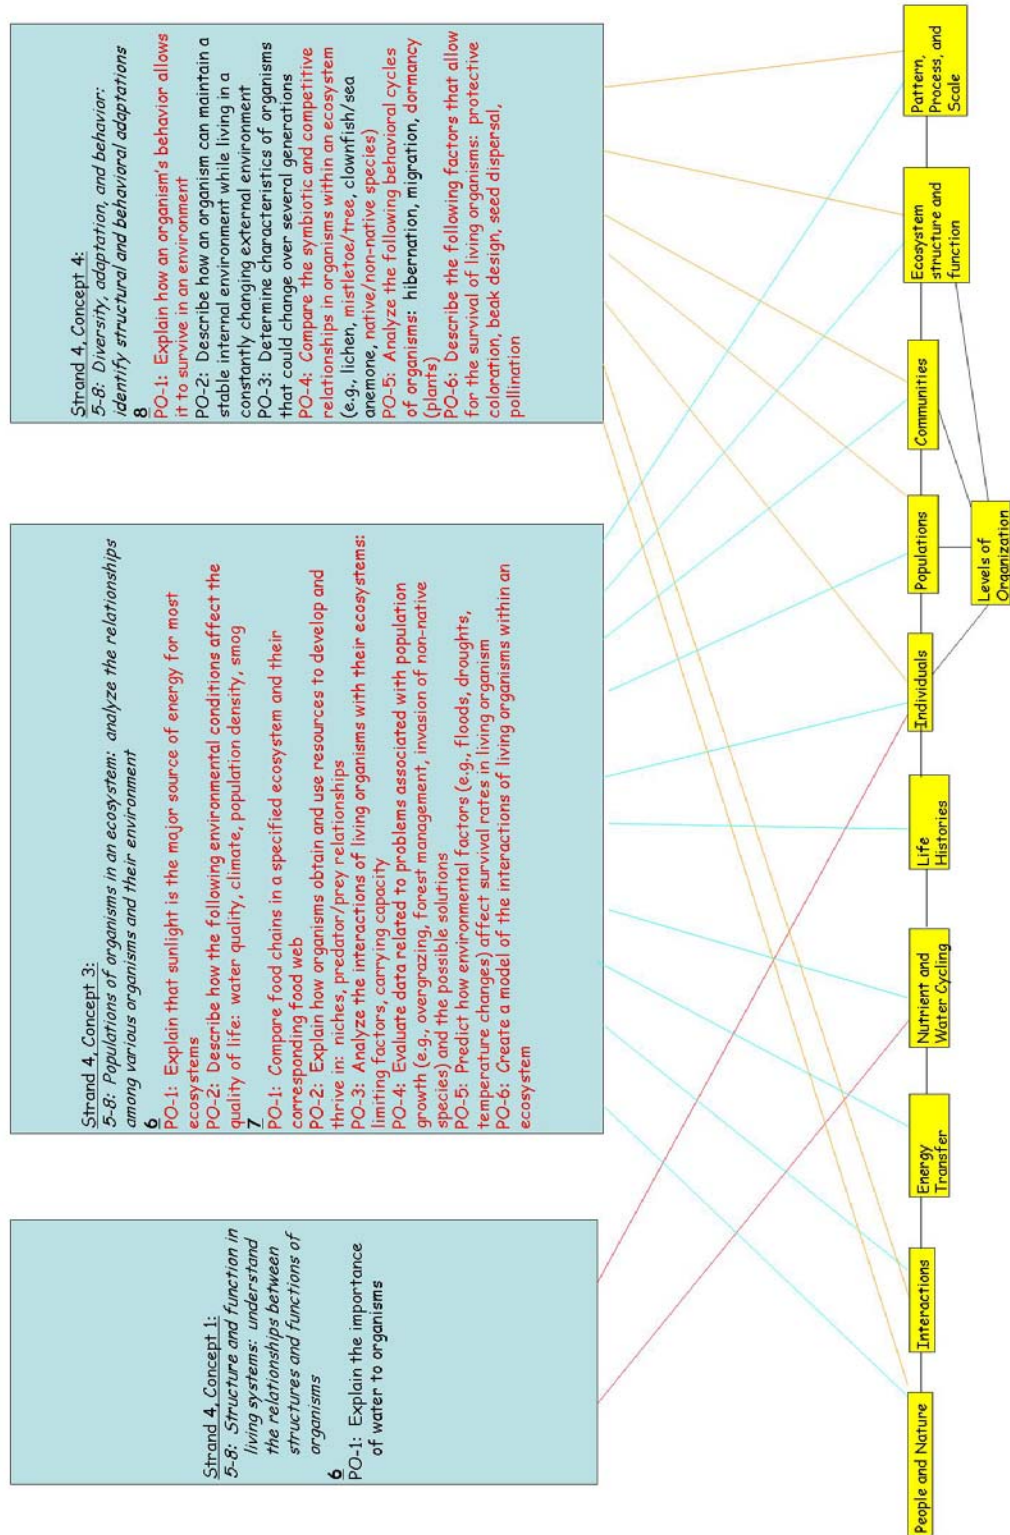 Strand 4, Concept 1:
5-8: Structure and function in
living systems: understand
the relationships between
structures and functions of
organisms
6
PO-1: Explain the importance
of water to organisms
Strand 4, Concept 3:
5-8: Populations of organisms in an ecosystem: analyze the relationships
among various organisms and their environment
6
PO-1: Explain that sunlight is the major source of energy for most
ecosystems
PO-2: Describe how the following environmental conditions affect the
quality of life: water quality, climate, population density, smog
7
PO-1: Compare food chains in a specified ecosystem and their
corresponding food web
PO-2: Explain how organisms obtain and use resources to develop and
thrive in: niches, predator/prey relationships
PO-3: Analyze the interactions of living organisms with their ecosystems:
limiting factors, carrying capacity
PO-4: Evaluate data related to problems associated with population
growth (e.g., overgrazing, forest management, invasion of non-native
species) and the possible solutions
PO-5: Predict how environmental factors (e.g., floods, droughts,
temperature changes) affect survival rates in living organism
PO-6: Create a model of the interactions of living organisms within an
ecosystem
Strand 4, Concept 4:
5-8: Diversity, adaptation, and behavior:
identify structural and behavioral adaptations
8
PO-1: Explain how an organism's behavior allows
it to survive in an environment
PO-2: Describe how an organism can maintain a
stable internal environment while living in a
constantly changing external environment
PO-3: Determine characteristics of organisms
that could change over several generations
PO-4: Compare the symbiotic and competitive
relationships in organisms within an ecosystem
(e.g., lichen, mistletoe/tree, clownfish/sea
anemone, native/non-native species)
PO-5: Analyze the following behavioral cycles
of organisms: hibernation, migration, dormancy
(plants)
PO-6: Describe the following factors that allow
for the survival of living organisms: protective
coloration, beak design, seed dispersal,
pollination
People and Nature
Interactions
Energy
Transfer
Nutrient and
Water Cycling
Life
Histories
Individuals
Populations
Communities
Ecosystem
structure and
function
Pattern,
Process, and
Scale
Levels of
Organization